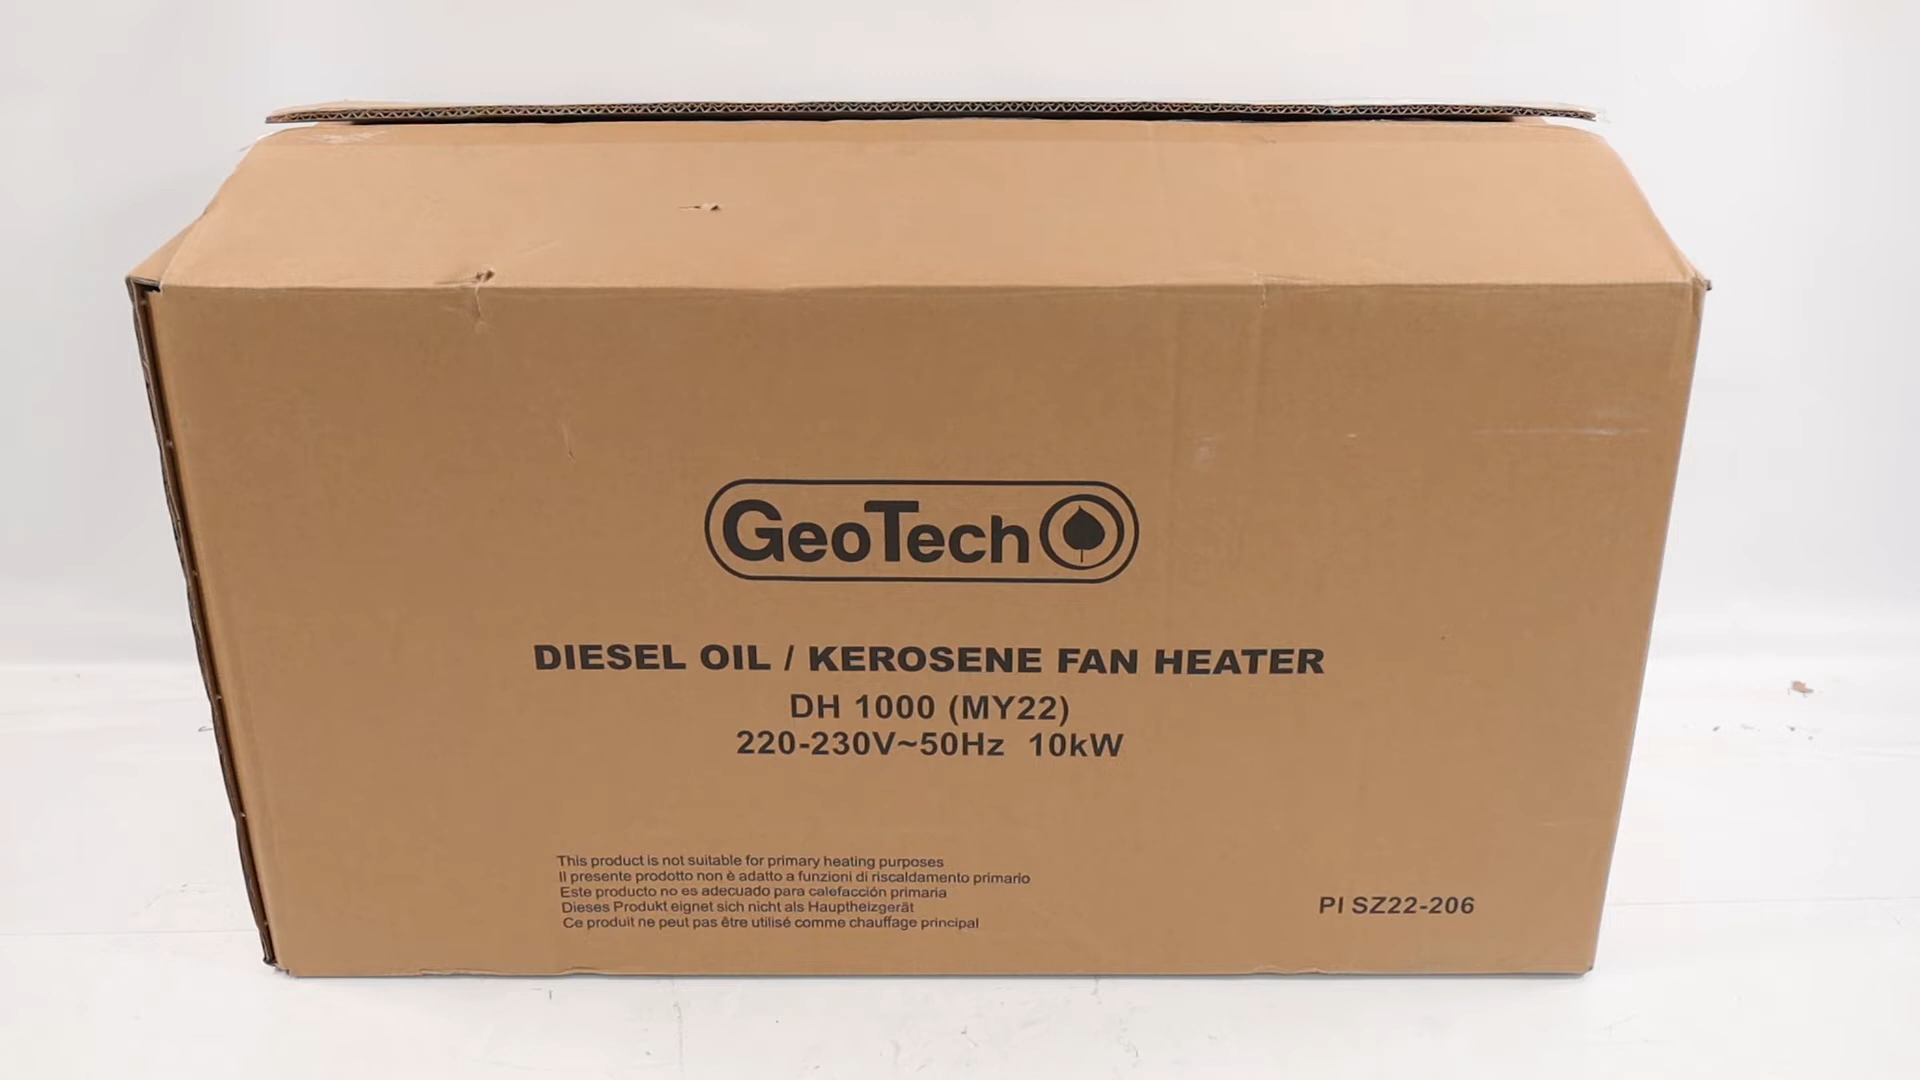 GeoTech
DIESEL OIL / KEROSENE FAN HEATER
DH 1000 (MY22)
220-230V~50Hz 10kW
This product is not suitable for primary heating purposes
Il presente prodotto non è adatto a funzioni di riscaldamento primario
Este producto no es adecuado para calefacción primaria
Dieses Produkt eignet sich nicht als Hauptheizgerät
Ce produit ne peut pas être utilisé comme chauffage principal
PI SZ22-206